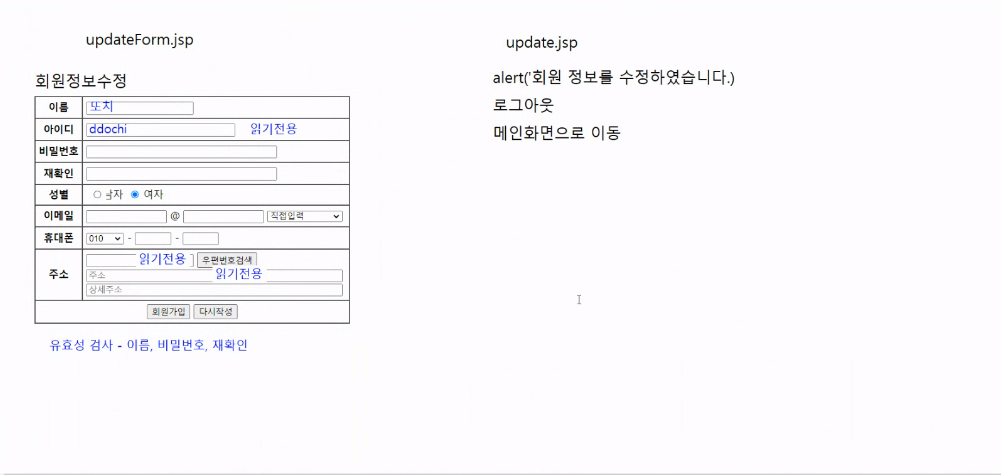 updateForm.jsp
회원정보수정
이름 또치
아이디 ddochi 읽기전용
비밀번호
재확인
성별 남자 여자
이메일 @ 직접입력
휴대폰 010 - -
주소 읽기전용 우편번호검색
주소 읽기전용
상세주소
회원가입 다시작성
유효성 검사 - 이름, 비밀번호, 재확인
update.jsp
alert('회원 정보를 수정하였습니다.)
로그아웃
메인화면으로 이동